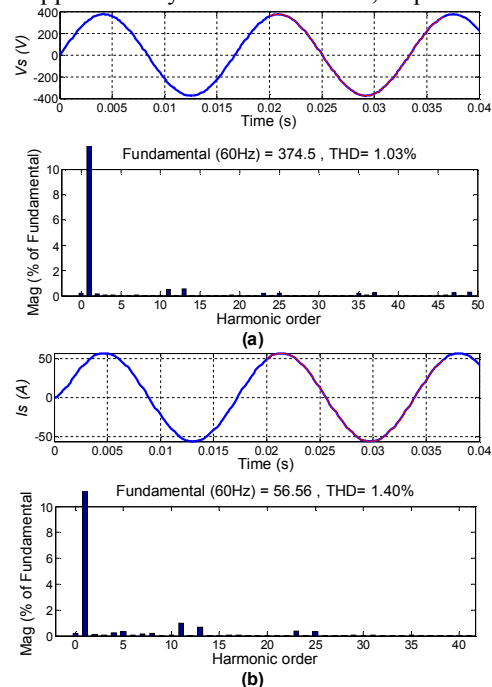 400
200
0
-200
-400
Vs (V)
0 0.005 0.01 0.015 0.02 0.025 0.03 0.035 0.04
Time (s)
Fundamental (60Hz) = 374.5 , THD= 1.03%
10
8
6
4
2
0
Mag (% of Fundamental)
0 5 10 15 20 25 30 35 40 45 50
Harmonic order
(a)
50
0
-50
Is (A)
0 0.005 0.01 0.015 0.02 0.025 0.03 0.035 0.04
Time (s)
Fundamental (60Hz) = 56.56 , THD= 1.40%
10
8
6
4
2
0
Mag (% of Fundamental
0 5 10 15 20 25 30 35 40
Harmonic order
(b)